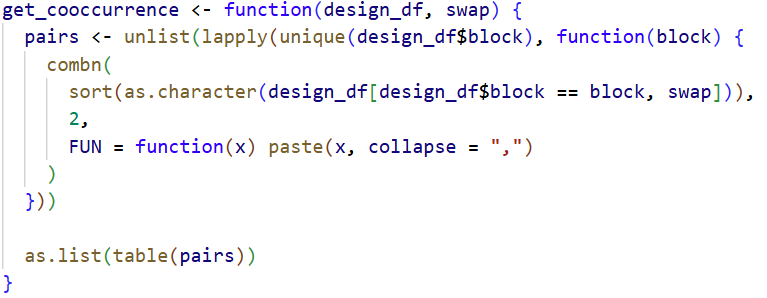 get_cooccurrence <- function(design_df, swap) {
  pairs <- unlist(lapply(unique(design_df$block), function(block) {
    combn(
      sort(as.character(design_df[design_df$block == block, swap])),
      2,
      FUN = function(x) paste(x, collapse = ",")
    )
  }))

  as.list(table(pairs))
}